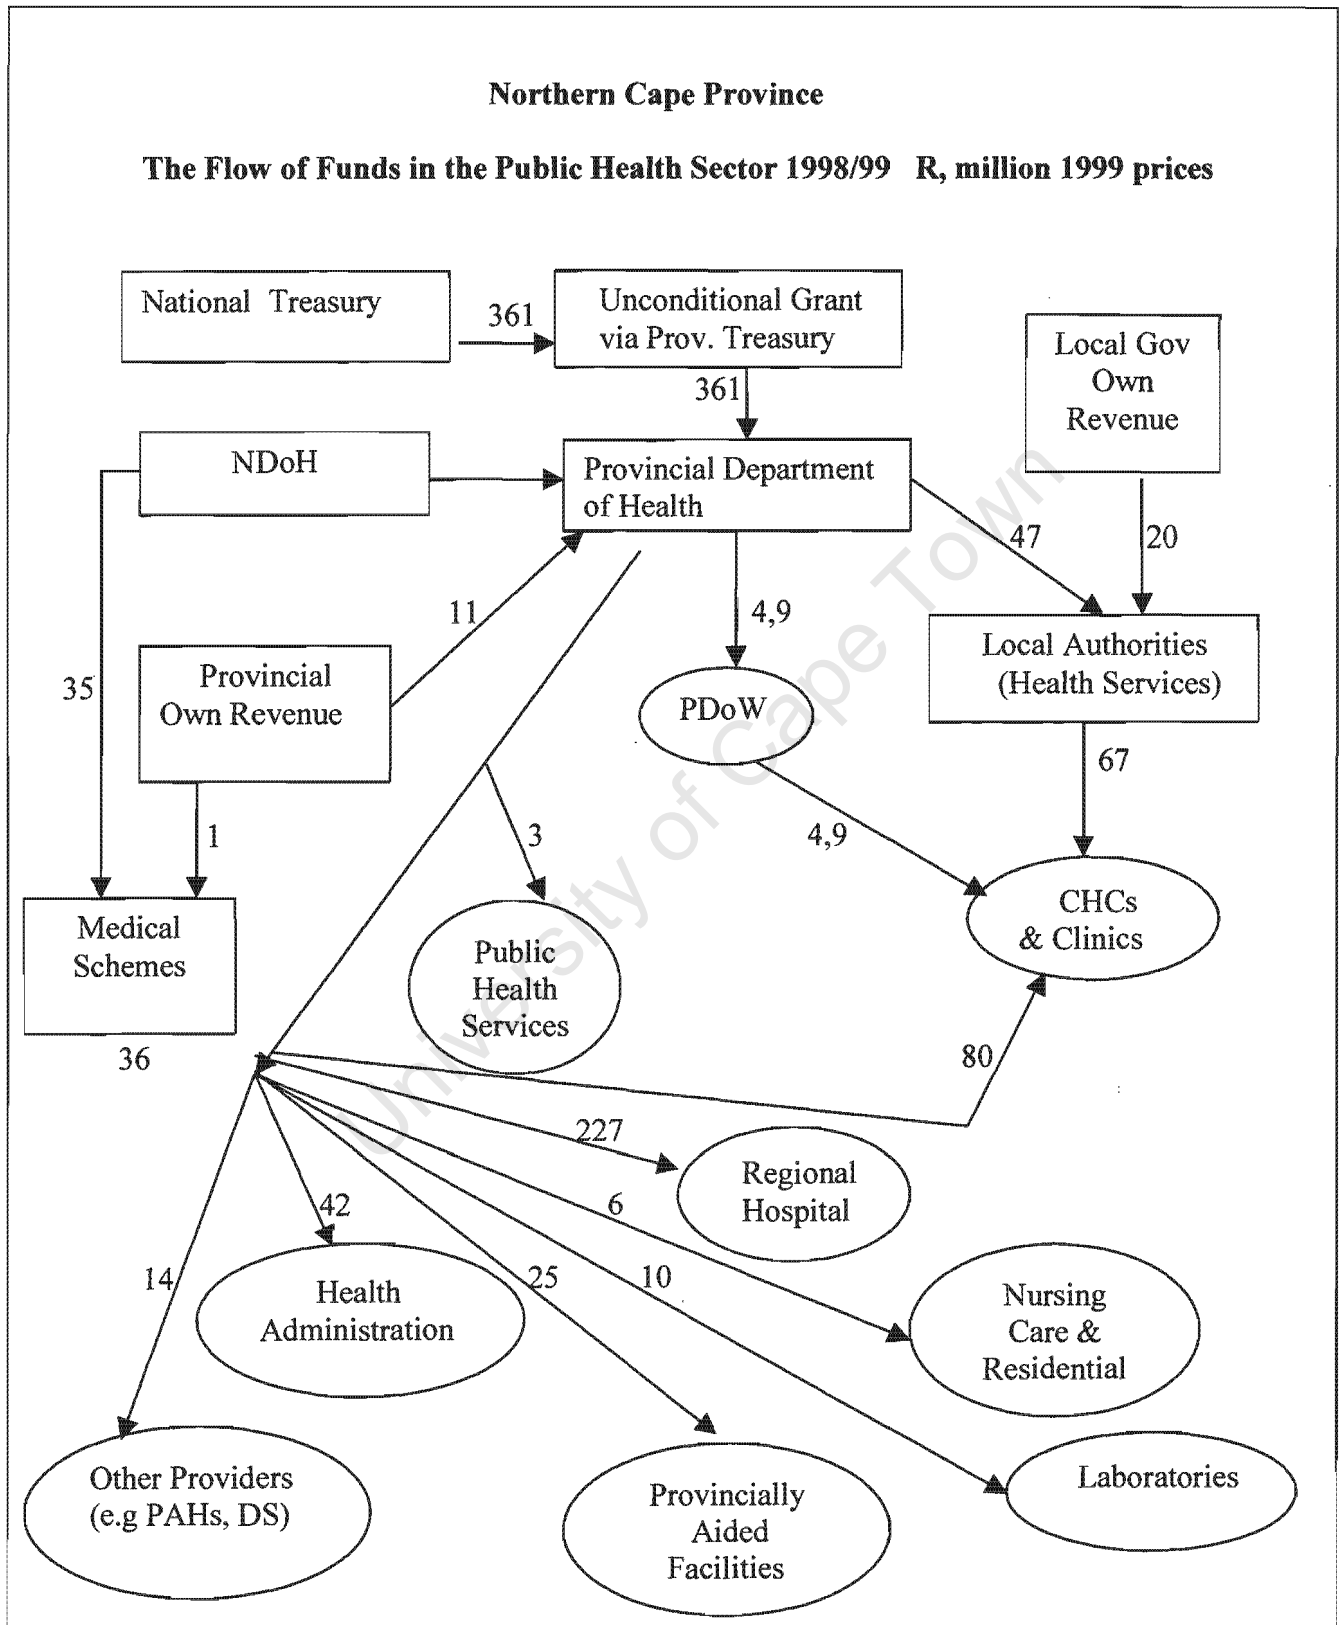 Northern Cape Province
The Flow of Funds in the Public Health Sector 1998/99 R, million 1999 prices
National Treasury
361
Unconditional Grant
via Prov. Treasury
Local Gov
Own
Revenue
361
NDoH
Provincial Department
of Health
47
20
11
4,9
35
Provincial
Own Revenue
PDoW
Local Authorities
(Health Services)
67
1
3
4,9
CHCs
& Clinics
Medical
Schemes
36
Public
Health
Services
80
227
Regional
Hospital
42
6
14
25
10
Health
Administration
Nursing
Care &
Residential
Other Providers
(e.g PAHs, DS)
Provincially
Aided
Facilities
Laboratories
University of Cape Town